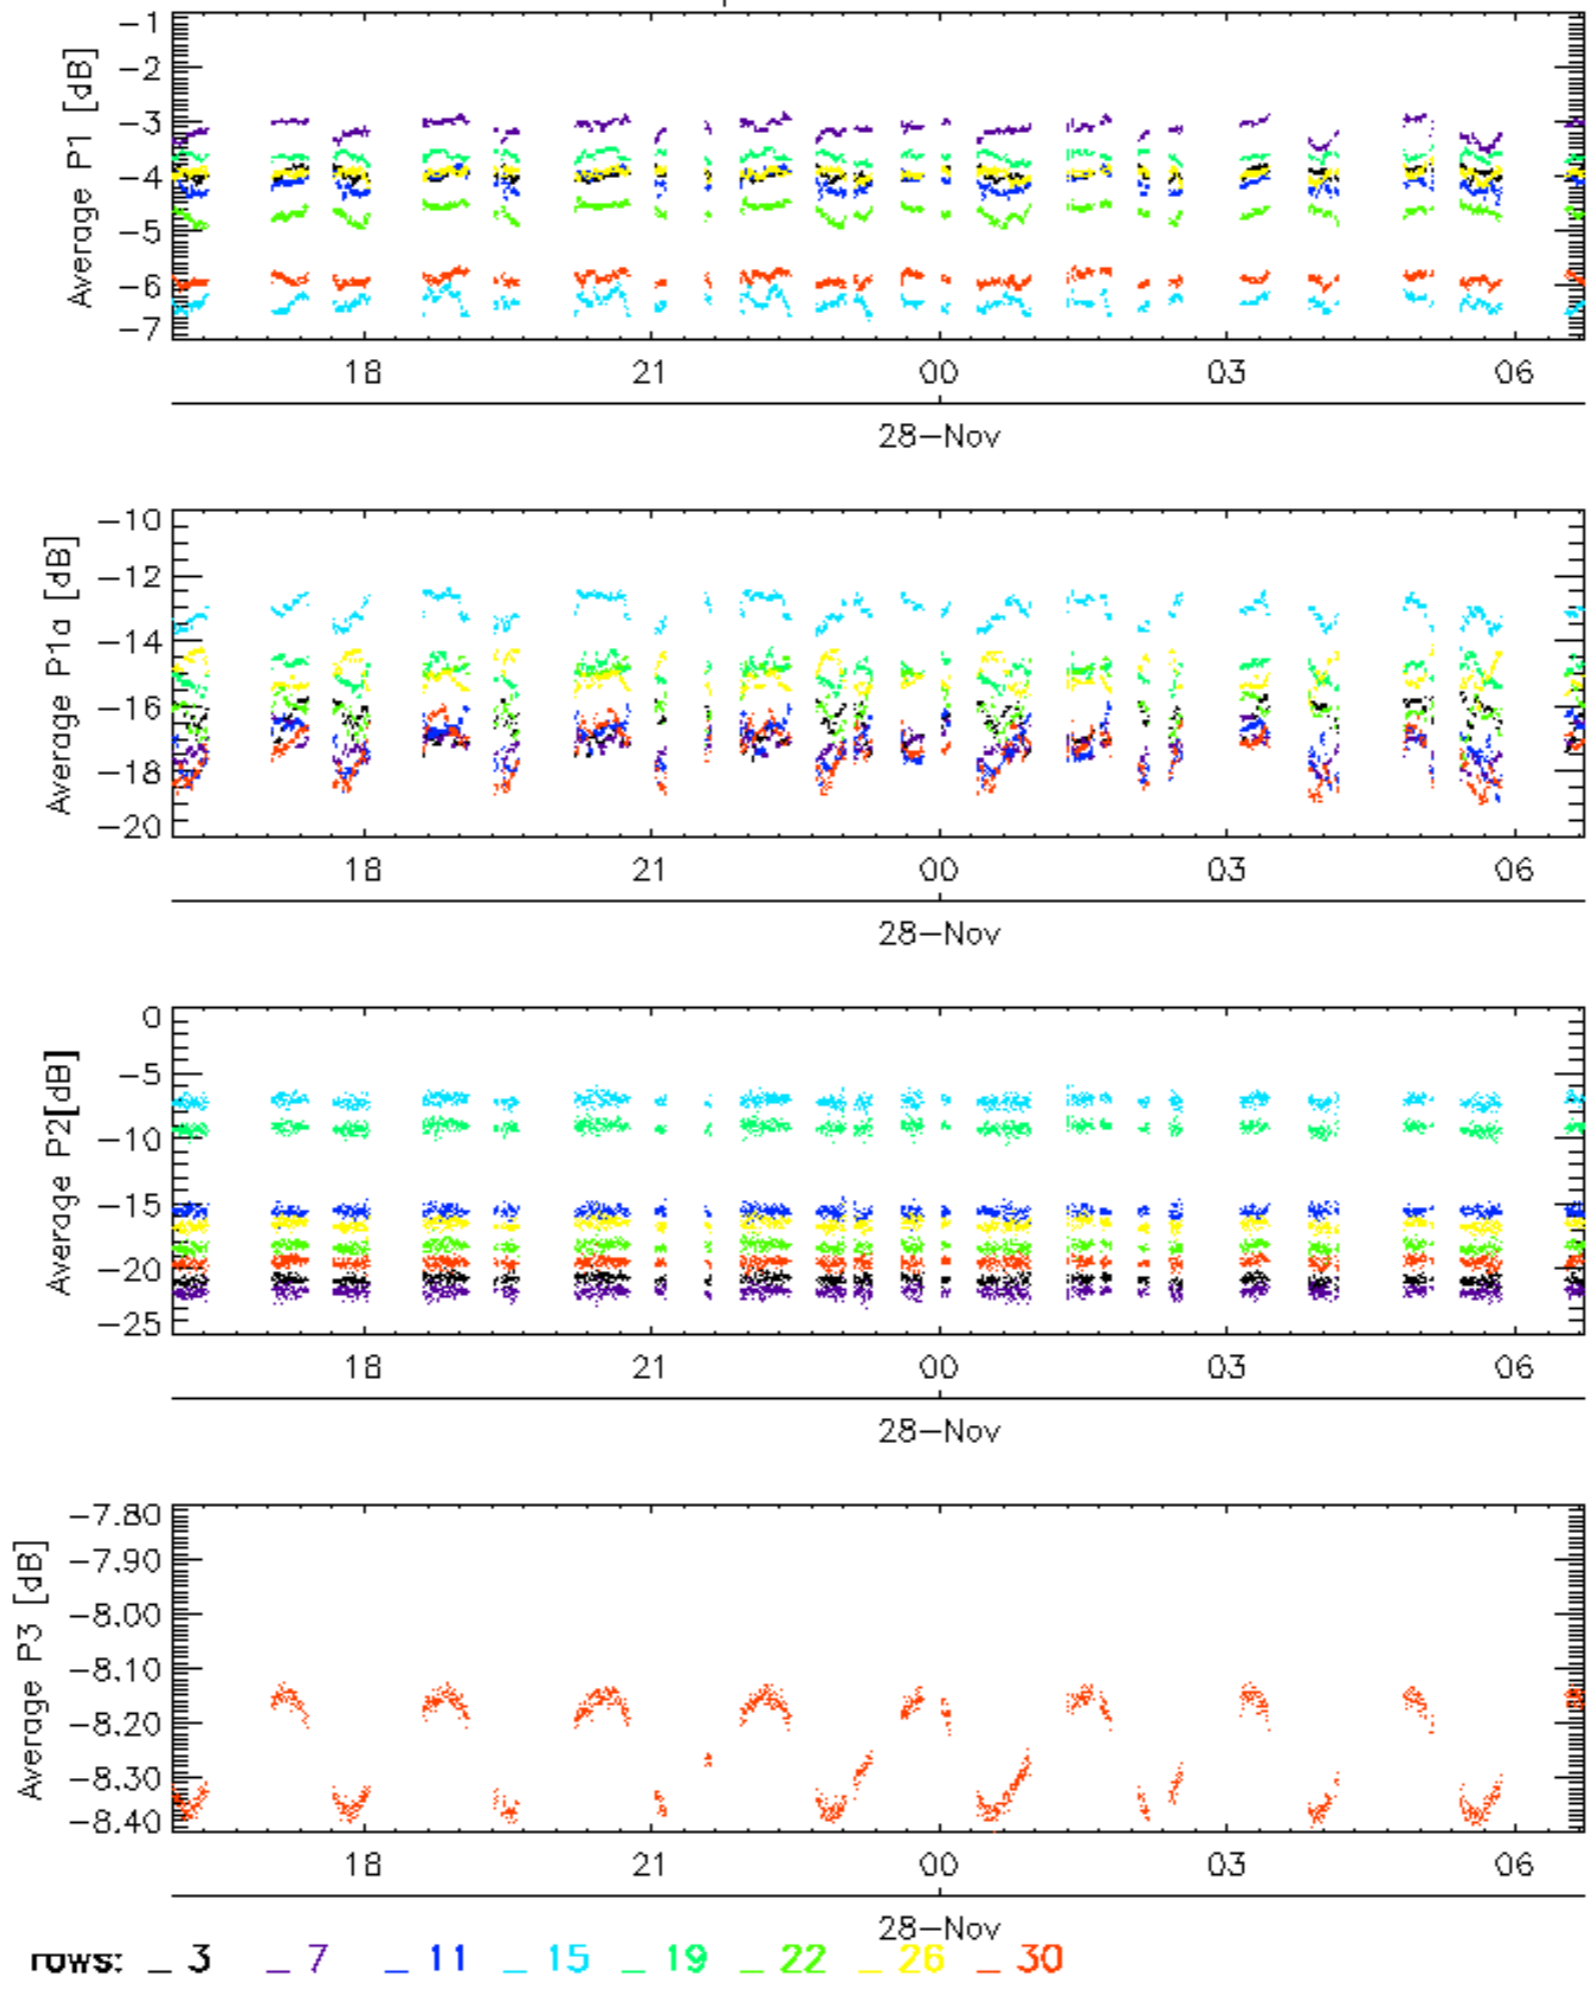 Average P1 [dB]
-1
-2
-3
-4
-5
-6
-7
18 21 00 03 06
28-Nov
Average P1a [dB]
-10
-12
-14
-16
-18
-20
18 21 00 03 06
28-Nov
Average P2[dB]
0
-5
-10
-15
-20
-25
18 21 00 03 06
28-Nov
Average P3 [dB]
-7.80
-7.90
-8.00
-8.10
-8.20
-8.30
-8.40
18 21 00 03 06
28-Nov
rows: _ 3 _ 7 _ 11 _ 15 _ 19 _ 22 _ 26 _ 30